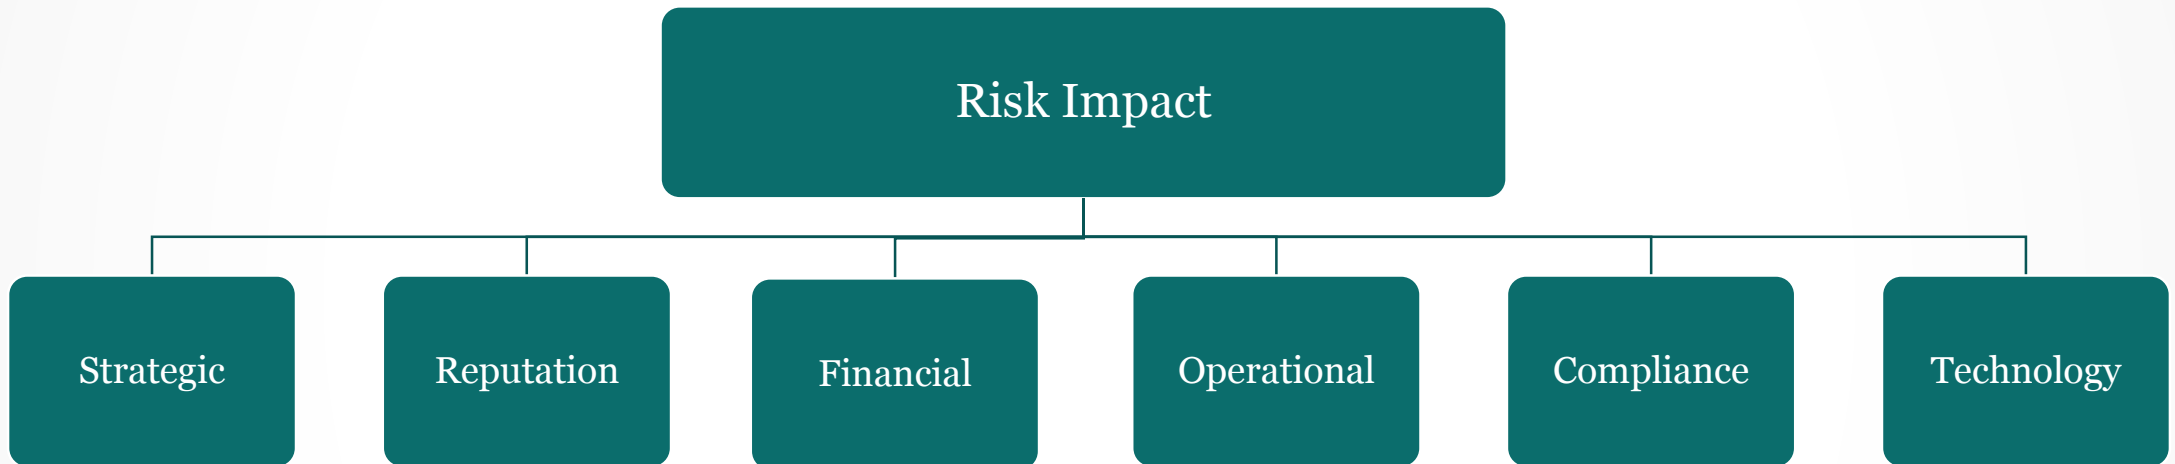 Risk Impact
Strategic
Reputation
Financial
Operational
Compliance
Technology